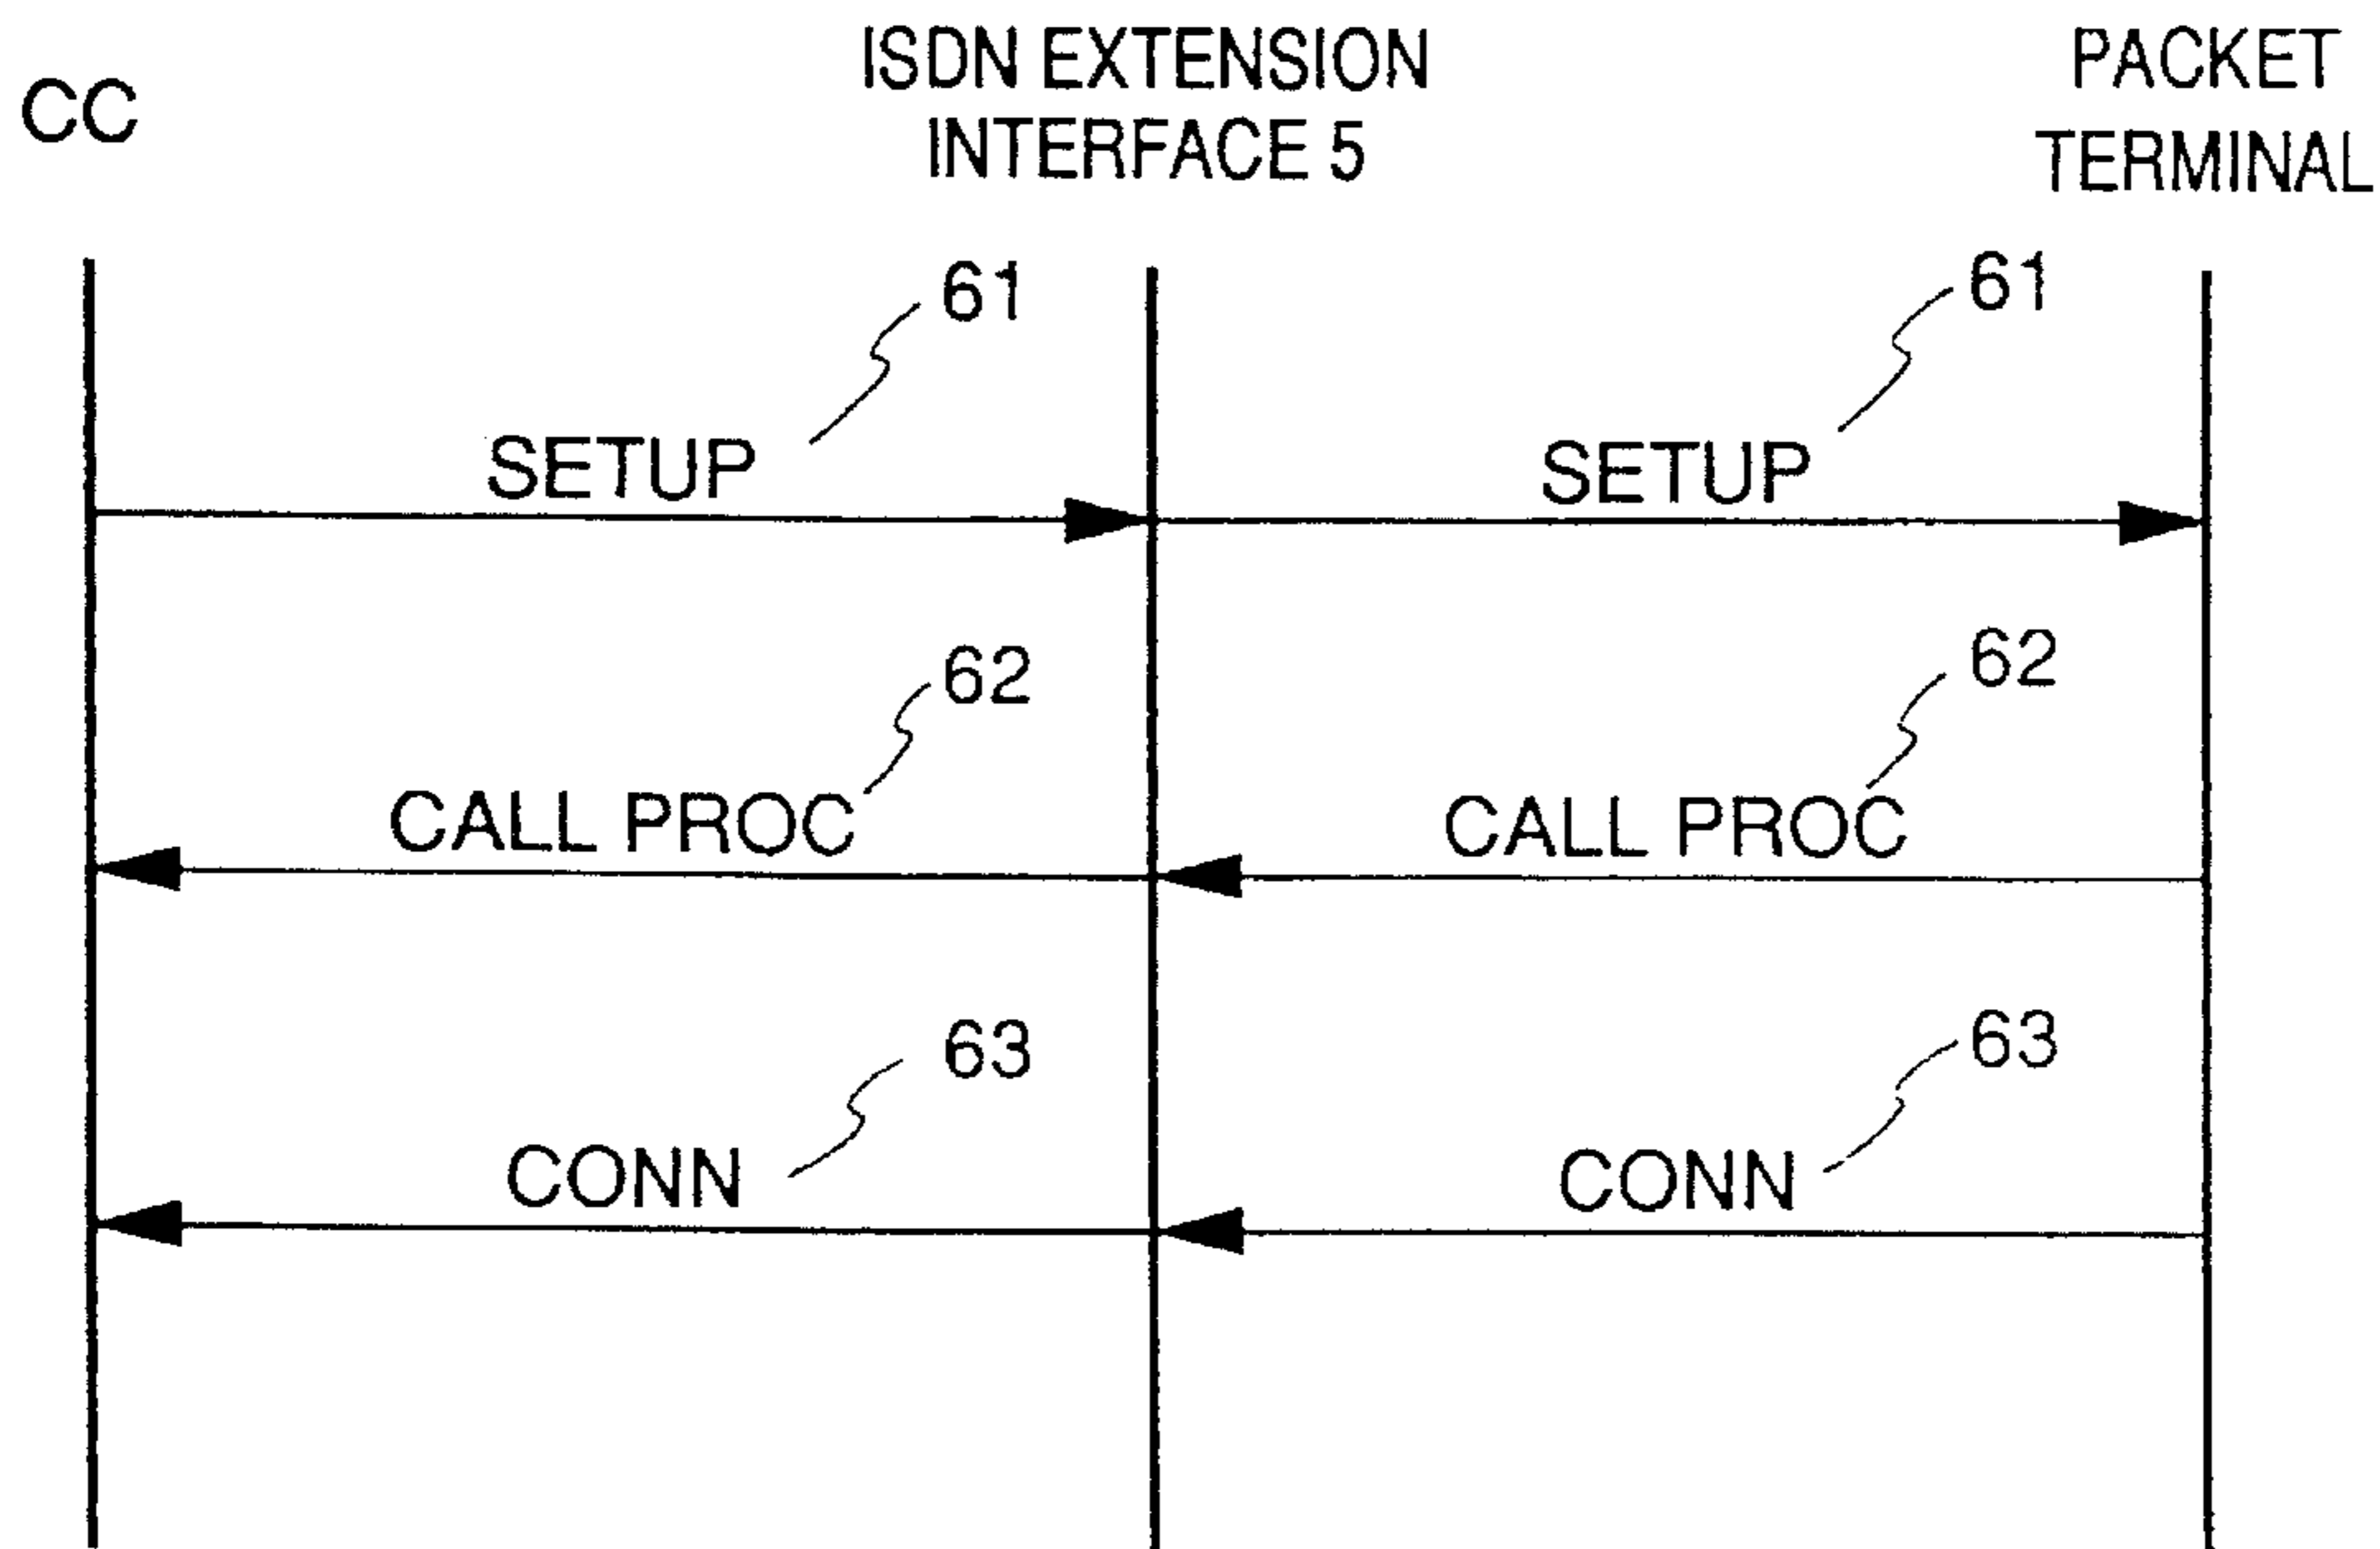 CC
ISDN EXTENSION
INTERFACE 5
PACKET
TERMINAL
61
61
SETUP
SETUP
62
62
CALL PROC
CALL PROC
63
63
CONN
CONN